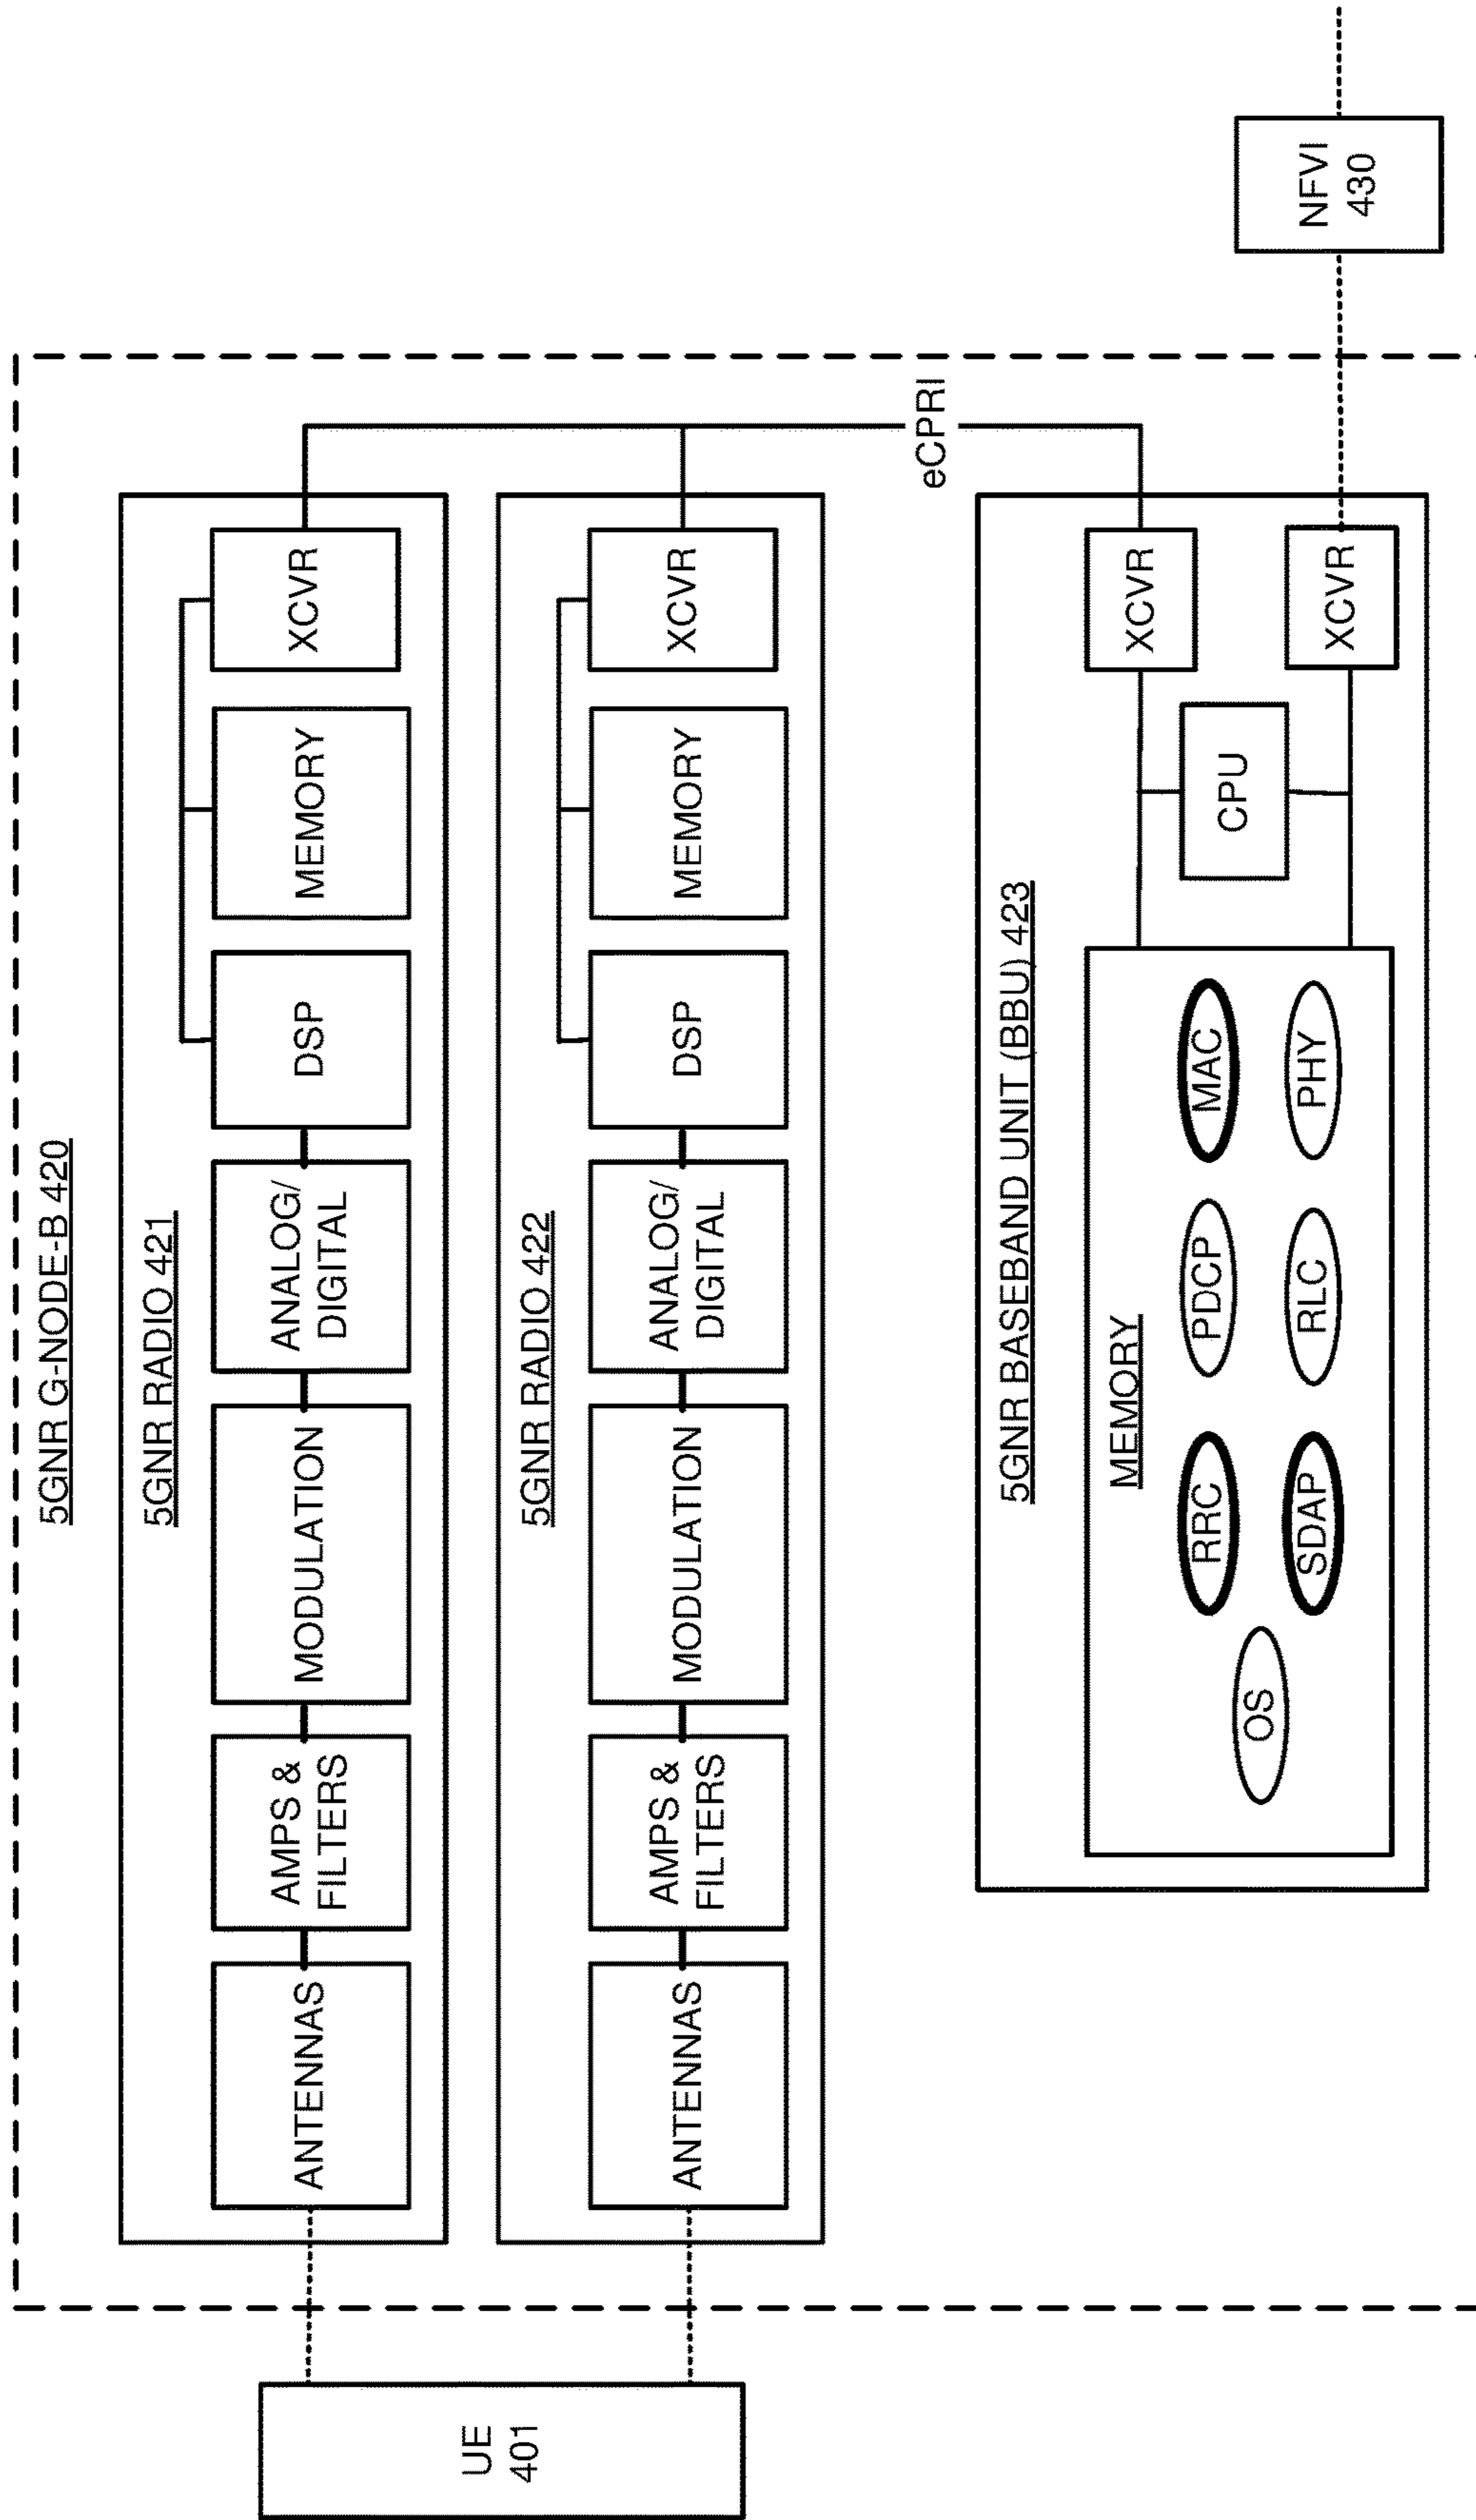 5GNR G-NODE-B 420
5GNR RADIO 421
ANTENNAS
AMPS &
FILTERS
MODULATION
ANALOG/
DIGITAL
DSP
MEMORY
XCVR
5GNR RADIO 422
ANTENNAS
AMPS &
FILTERS
MODULATION
ANALOG/
DIGITAL
DSP
MEMORY
XCVR
UE
401
eCPRI
5GNR BASEBAND UNIT (BBU) 423
MEMORY
OS
RRC
PDCP
MAC
SDAP
RLC
PHY
CPU
XCVR
XCVR
NFVI
430